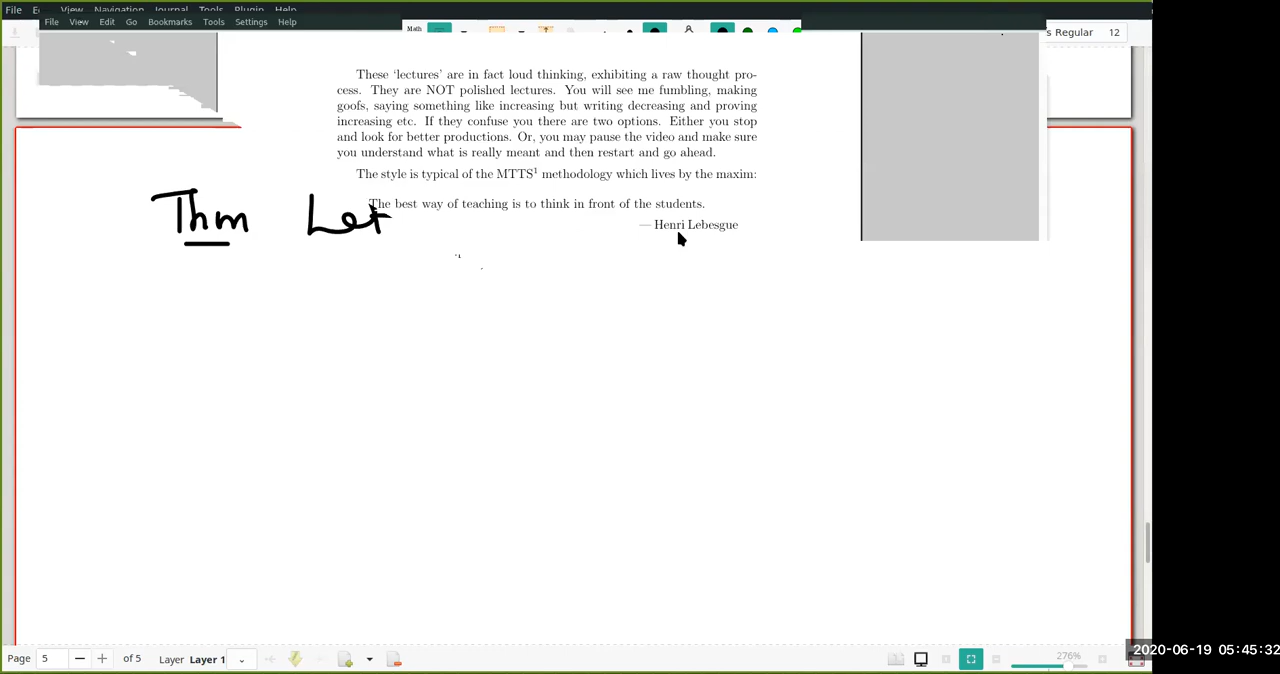 File View Navigation Journal Tools Plugin Help
File View Edit Go Bookmarks Tools Settings Help
Math
s Regular 12
These ‘lectures’ are in fact loud thinking, exhibiting a raw thought pro-
cess. They are NOT polished lectures. You will see me fumbling, making
goofs, saying something like increasing but writing decreasing and proving
increasing etc. If they confuse you there are two options. Either you stop
and look for better productions. Or, you may pause the video and make sure
you understand what is really meant and then restart and go ahead.
The style is typical of the MTTS¹ methodology which lives by the maxim:
The best way of teaching is to think in front of the students.
— Henri Lebesgue
Thm Let
Page 5 of 5 Layer Layer 1 276%
2020-06-19 05:45:32